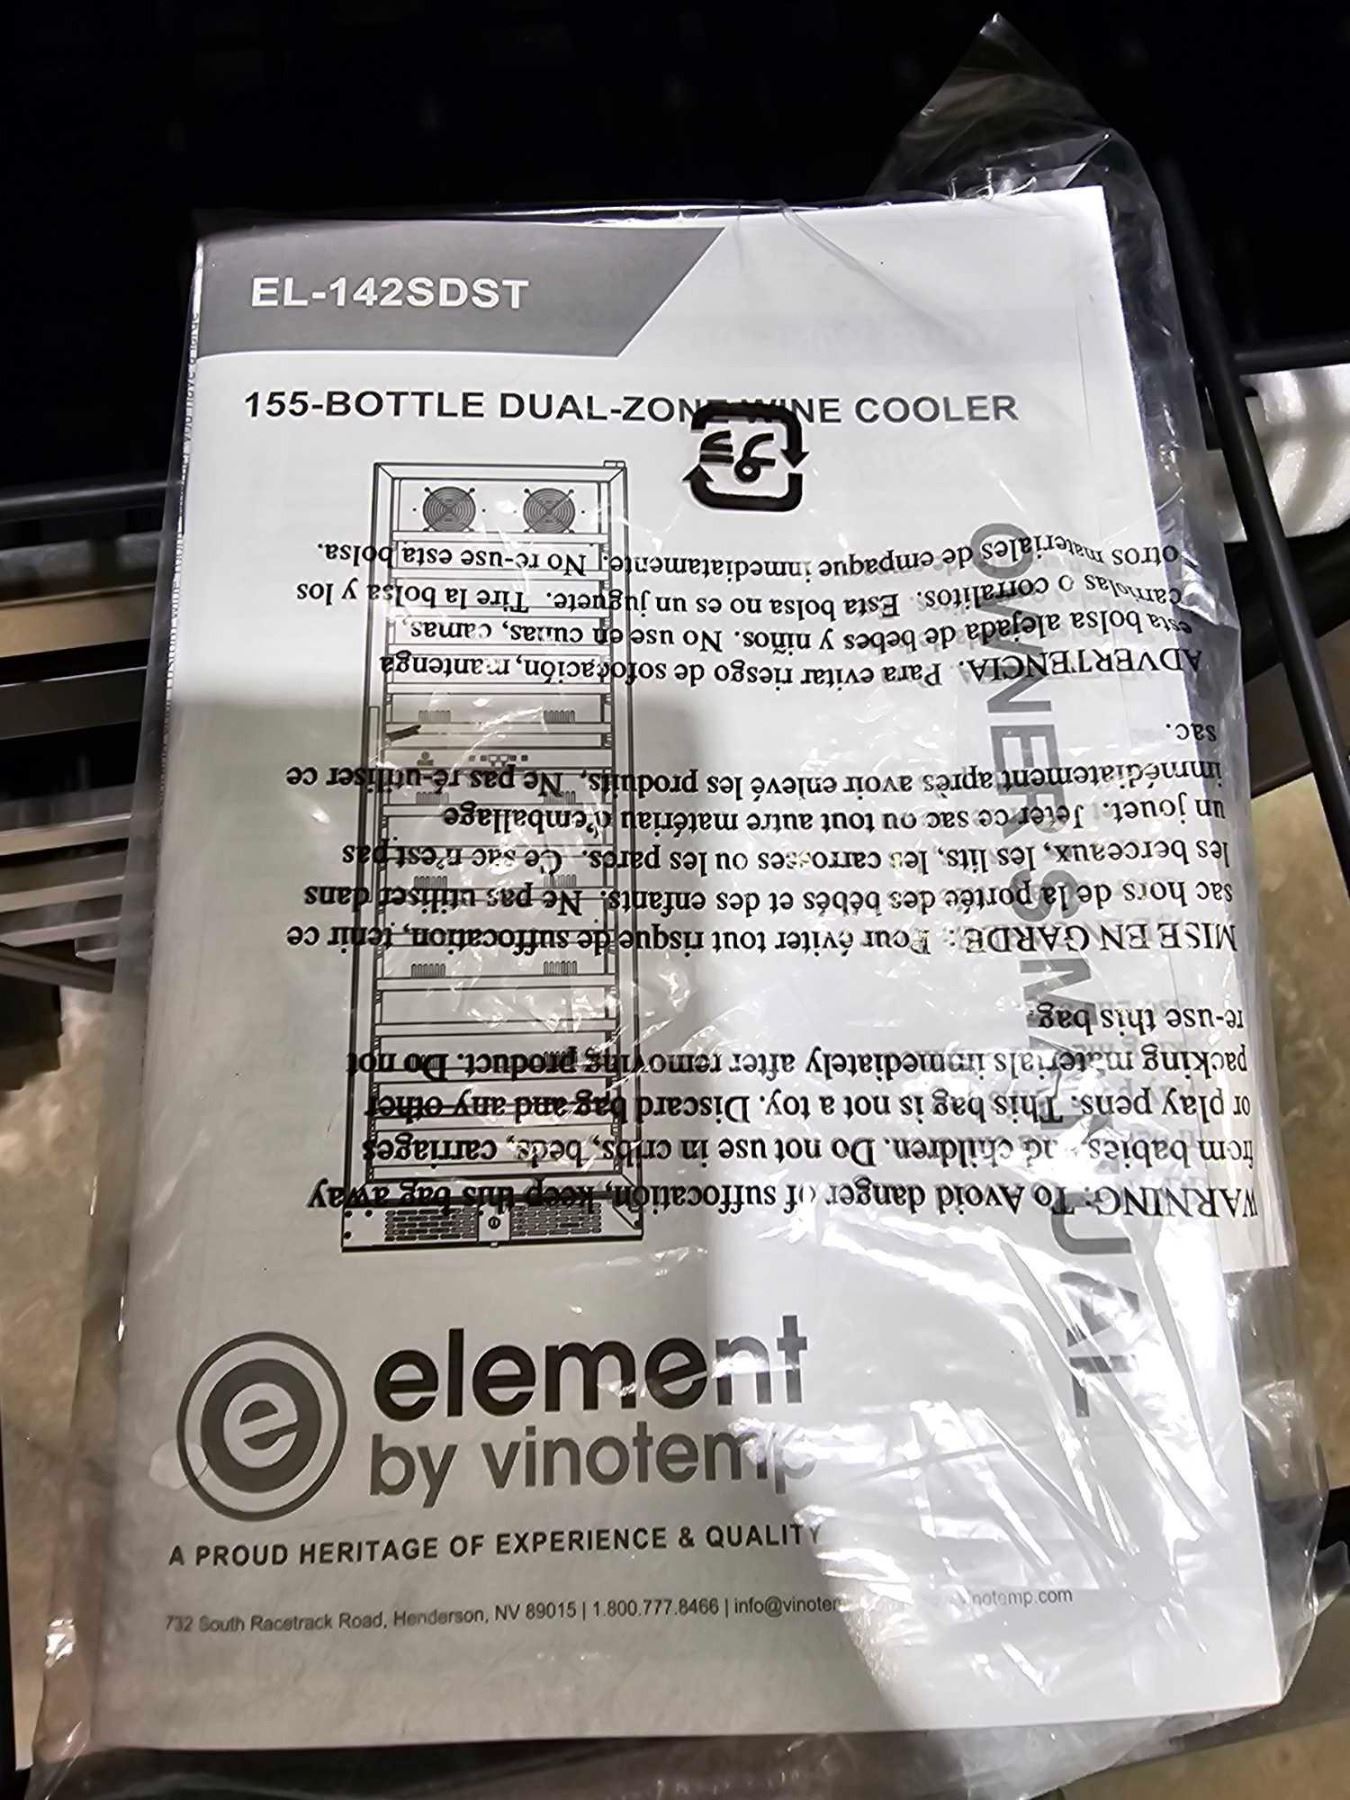 EL-142SDST
155-BOTTLE DUAL-ZONE WINE COOLER
OWNER'S MANUAL
WARNING: To Avoid danger of suffocation, keep this bag away
from babies and children. Do not use in cribs, beds, carriages
or play pens. This bag is not a toy. Discard bag and any other
packing materials immediately after removing product. Do not
re-use this bag.
MISE EN GARDE: Pour éviter tout risque de suffocation, tenir ce
sac hors de la portée des bébés et des enfants. Ne pas utiliser dans
les berceaux, les lits, les carrosses ou les parcs. Ce sac n'est pas
un jouet. Jeter ce sac ou tout autre matériau d'emballage
immédiatement après avoir enlevé les produits. Ne pas ré-utiliser ce
sac.
ADVERTENCIA. Para evitar riesgo de sofocación, mantenga
esta bolsa alejada de bebes y niños. No use en cunas, camas,
carriolas o corralitos. Esta bolsa no es un juguete. Tire la bolsa y los
otros materiales de empaque inmediatamente. No re-use esta bolsa.
e element
by vinotemp
A PROUD HERITAGE OF EXPERIENCE & QUALITY
732 South Racetrack Road, Henderson, NV 89015 | 1.800.777.8466 | info@vinotem notemp.com